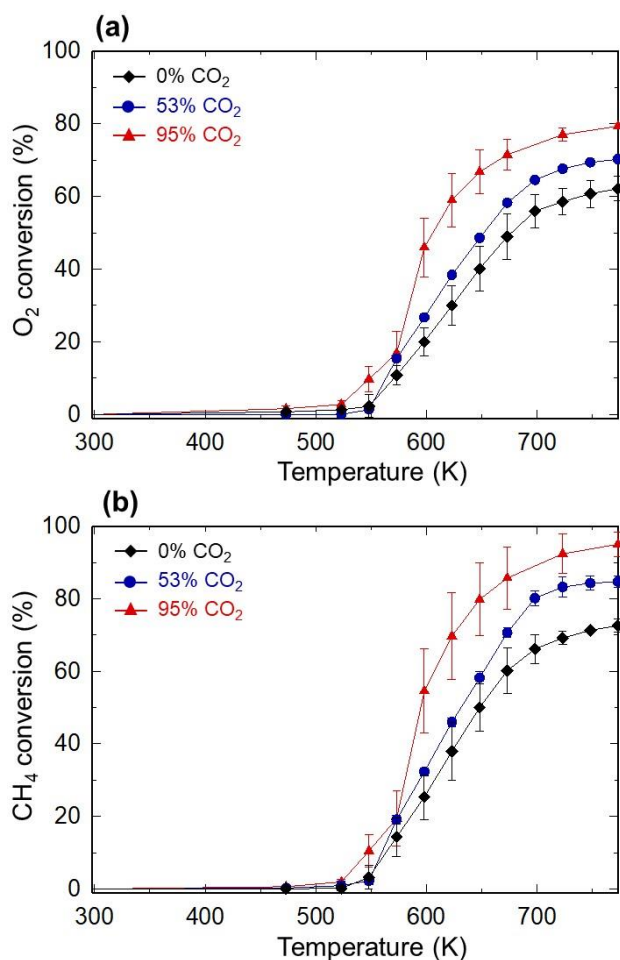 (a)
100
80
60
40
20
0
O₂ conversion (%)
0% CO₂
53% CO₂
95% CO₂
300 400 500 600 700
Temperature (K)
(b)
100
80
60
40
20
0
CH₄ conversion (%)
0% CO₂
53% CO₂
95% CO₂
300 400 500 600 700
Temperature (K)